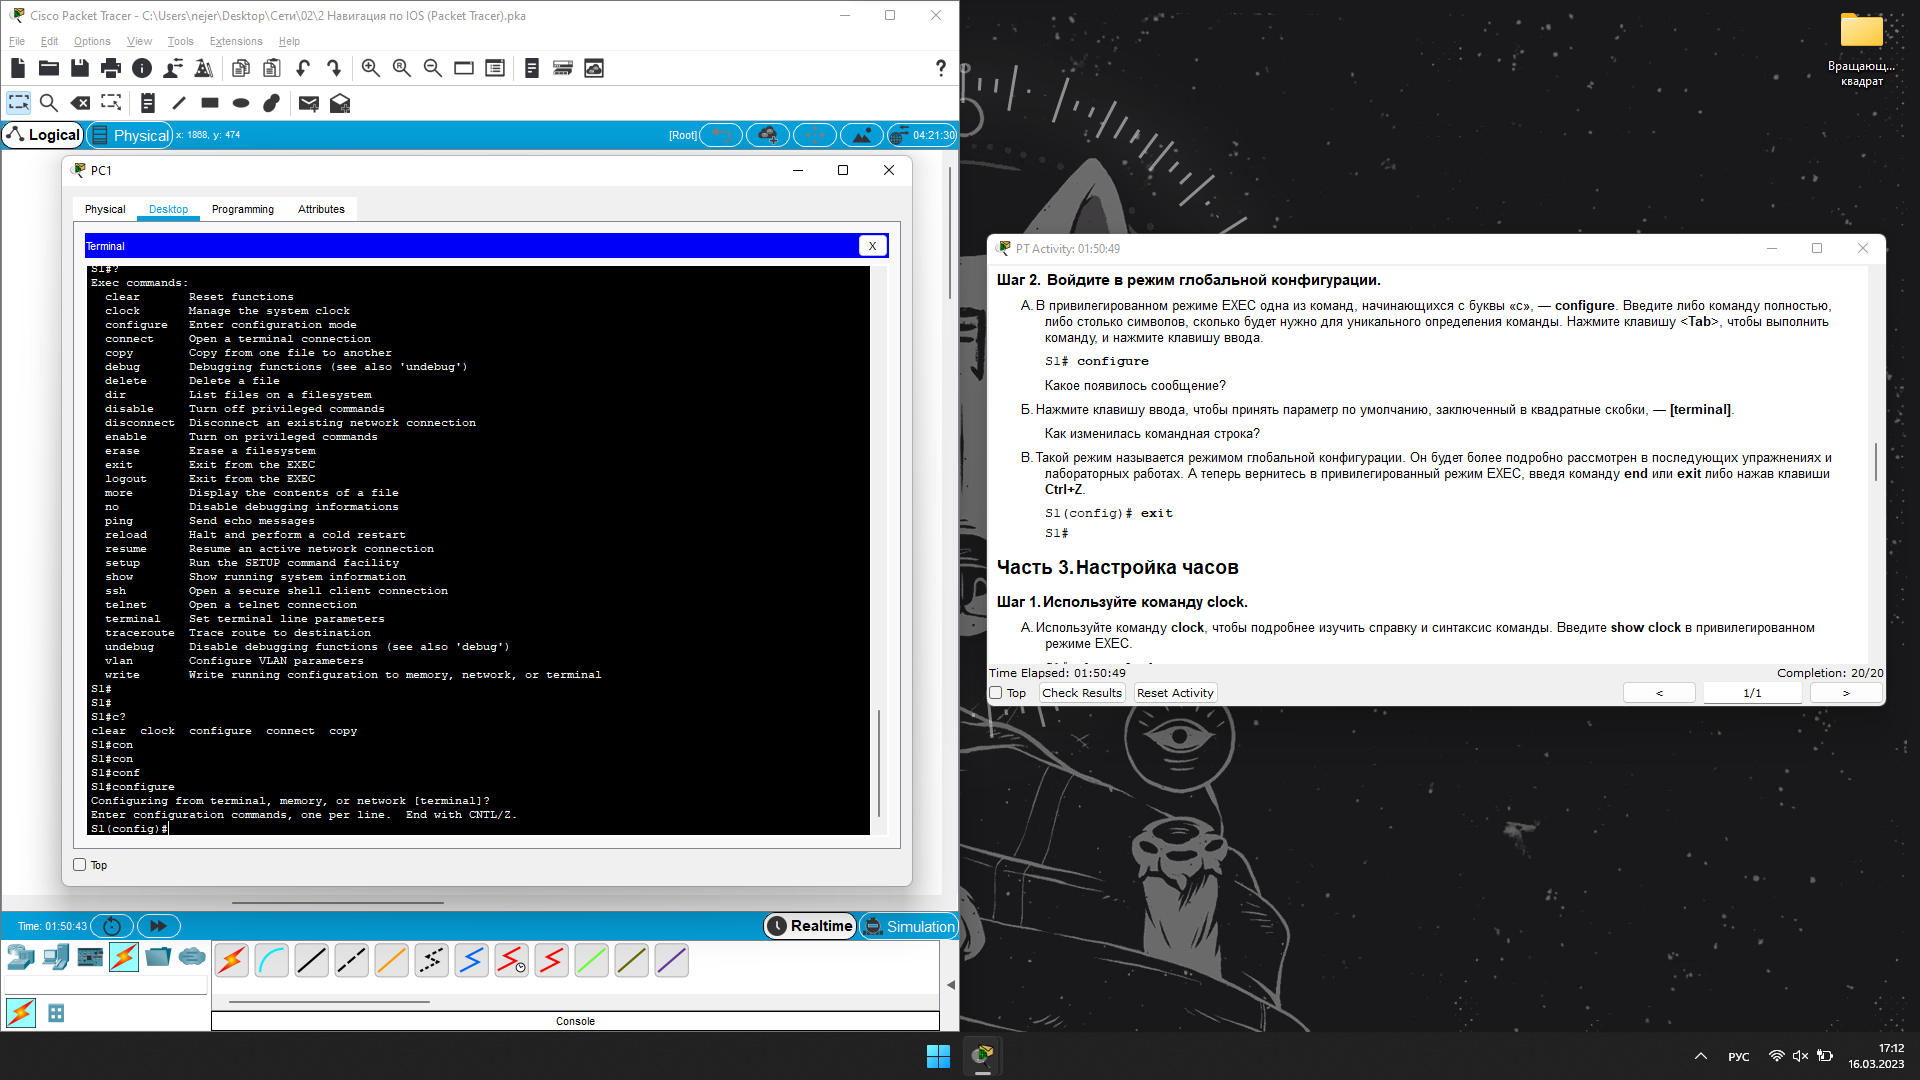 Cisco Packet Tracer - C:\Users\nejer\Desktop\Сети\02\2 Навигация по IOS (Packet Tracer).pka
File Edit Options View Tools Extensions Help
Logical Physical x: 1868, y: 474 [Root] 04:21:30
PC1
Physical Desktop Programming Attributes
Terminal X
S1#?
Exec commands:
clear Reset functions
clock Manage the system clock
configure Enter configuration mode
connect Open a terminal connection
copy Copy from one file to another
debug Debugging functions (see also 'undebug')
delete Delete a file
dir List files on a filesystem
disable Turn off privileged commands
disconnect Disconnect an existing network connection
enable Turn on privileged commands
erase Erase a filesystem
exit Exit from the EXEC
logout Exit from the EXEC
more Display the contents of a file
no Disable debugging informations
ping Send echo messages
reload Halt and perform a cold restart
resume Resume an active network connection
setup Run the SETUP command facility
show Show running system information
ssh Open a secure shell client connection
telnet Open a telnet connection
terminal Set terminal line parameters
traceroute Trace route to destination
undebug Disable debugging functions (see also 'debug')
vlan Configure VLAN parameters
write Write running configuration to memory, network, or terminal
S1#
S1#
S1#c?
clear clock configure connect copy
S1#con
S1#con
S1#conf
S1#configure
Configuring from terminal, memory, or network [terminal]?
Enter configuration commands, one per line. End with CNTL/Z.
S1(config)#
Top
Time: 01:50:43 Realtime Simulation
Console
Вращающ...
квадрат
PT Activity: 01:50:49
Шаг 2. Войдите в режим глобальной конфигурации.
А. В привилегированном режиме EXEC одна из команд, начинающихся с буквы «c», — configure. Введите либо команду полностью,
либо столько символов, сколько будет нужно для уникального определения команды. Нажмите клавишу <Tab>, чтобы выполнить
команду, и нажмите клавишу ввода.
S1# configure
Какое появилось сообщение?
Б. Нажмите клавишу ввода, чтобы принять параметр по умолчанию, заключенный в квадратные скобки, — [terminal].
Как изменилась командная строка?
В. Такой режим называется режимом глобальной конфигурации. Он будет более подробно рассмотрен в последующих упражнениях и
лабораторных работах. А теперь вернитесь в привилегированный режим EXEC, введя команду end или exit либо нажав клавиши
Ctrl+Z.
S1(config)# exit
S1#
Часть 3. Настройка часов
Шаг 1. Используйте команду clock.
А. Используйте команду clock, чтобы подробнее изучить справку и синтаксис команды. Введите show clock в привилегированном
режиме EXEC.
Time Elapsed: 01:50:49 Completion: 20/20
Top Check Results Reset Activity < 1/1 >
РУС 17:12
16.03.2023